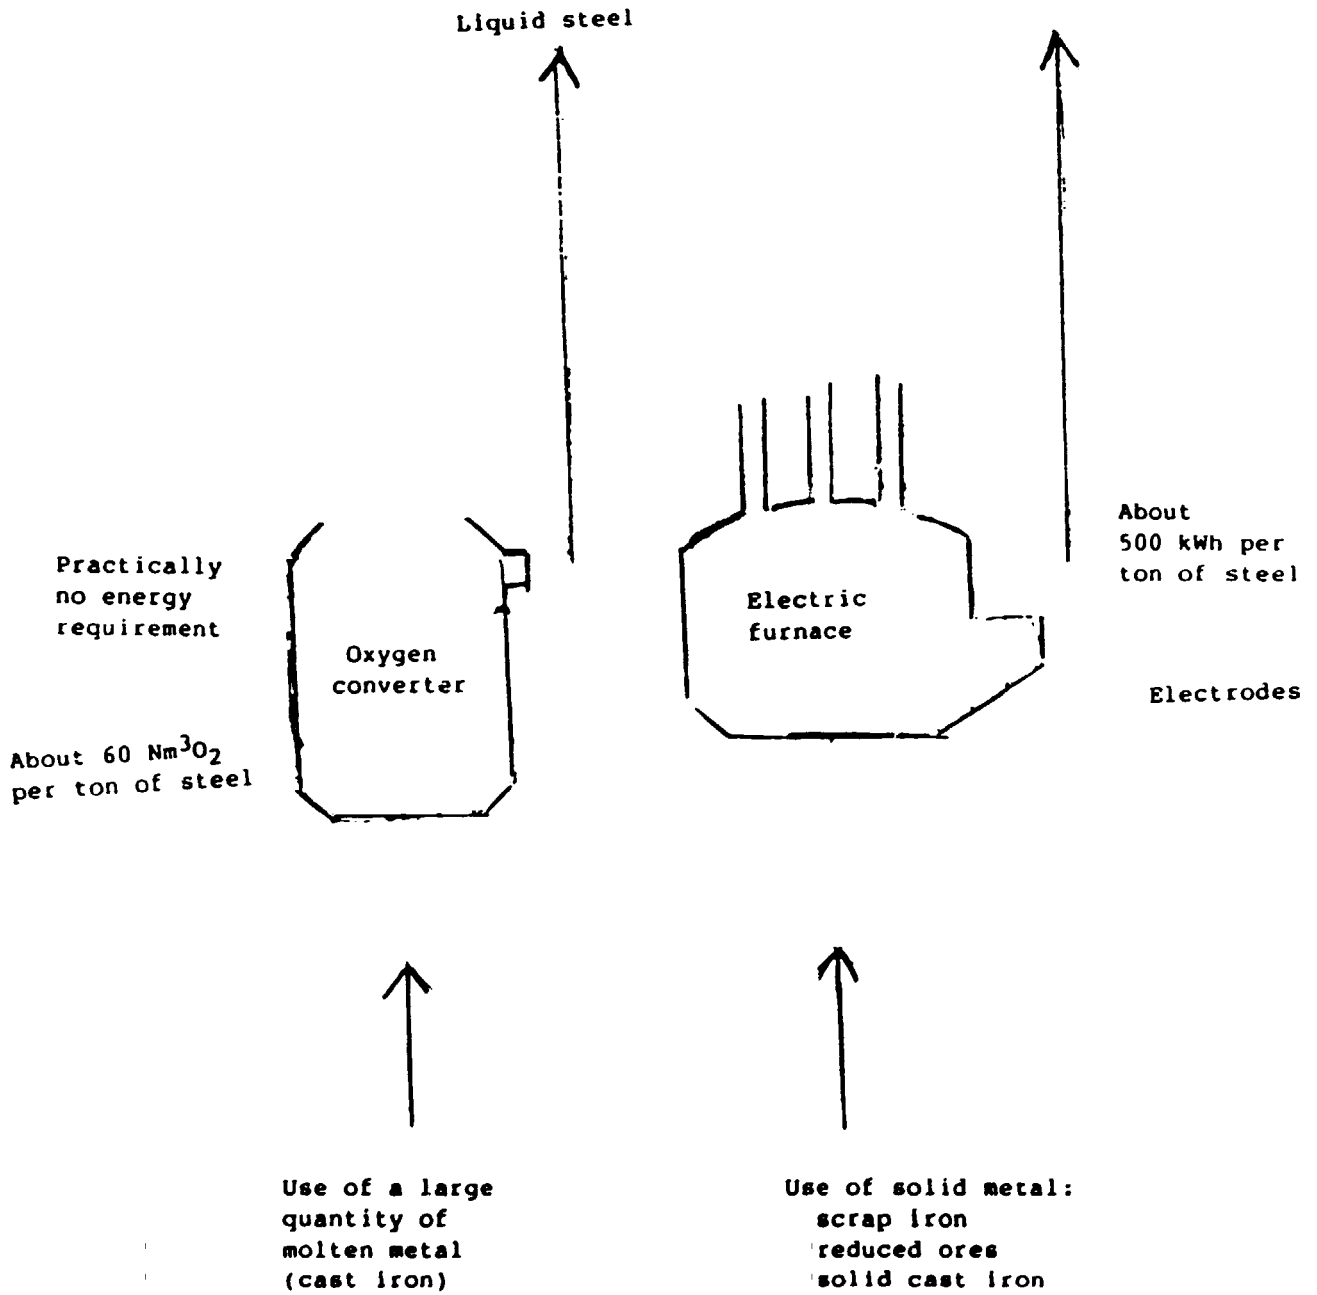 Liquid steel
Practically
no energy
requirement
About 60 Nm³O₂
per ton of steel
Oxygen
converter
Electric
furnace
About
500 kWh per
ton of steel
Electrodes
Use of a large
quantity of
molten metal
(cast iron)
Use of solid metal:
scrap iron
reduced ores
solid cast iron